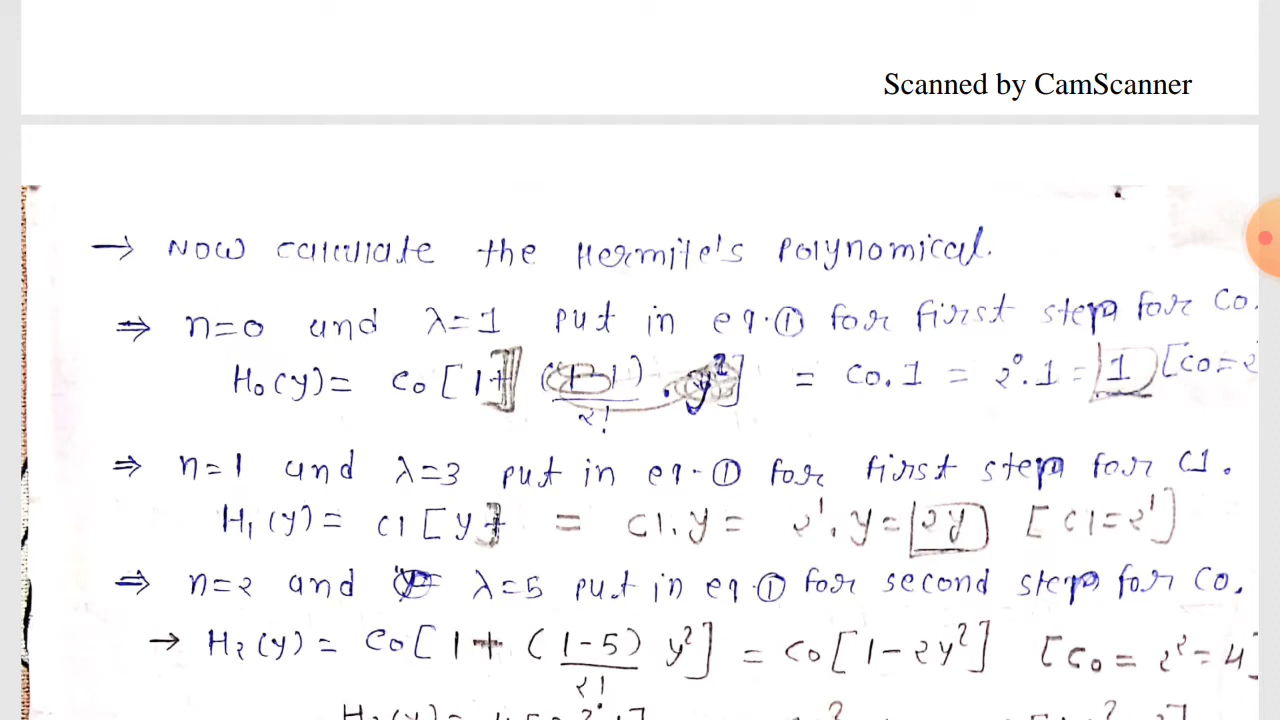 Scanned by CamScanner
→ Now calculate the Hermite's Polynomical.
⇒ n=0 and λ=1 put in eq.① for first step for C0.
H0(y) = C0[1+ (1-1)/2! . y²] = C0.1 = 2⁰.1 = 1 [C0=2
⇒ n=1 and λ=3 put in eq-① for first step for C1.
H1(y) = C1[y] = C1.y = 2¹.y = 2y [C1=2¹]
⇒ n=2 and λ=5 put in eq.① for second step for C0.
→ H2(y) = C0[1+ (1-5)/2! y²] = C0[1-2y²] [C0 = 2² = 4]